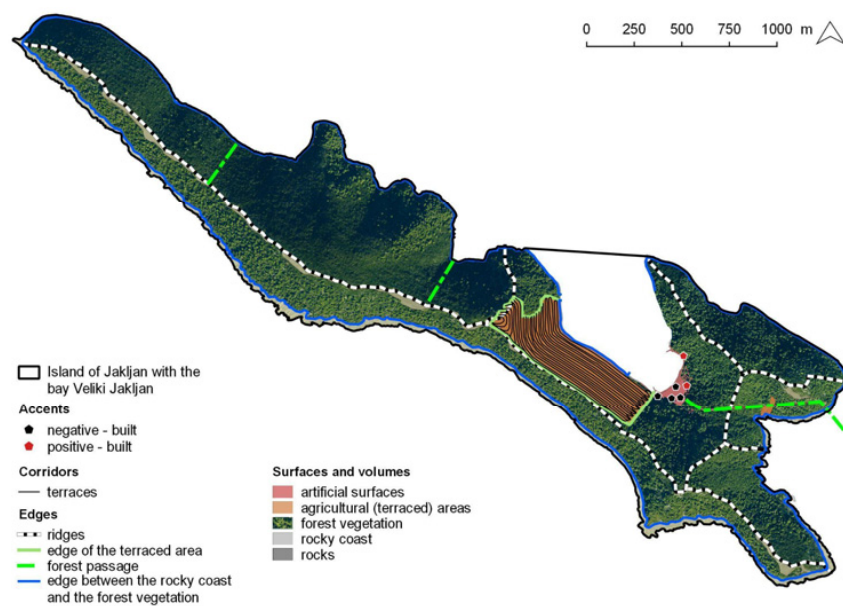 0 250 500 750 1000 m
Island of Jakljan with the
bay Veliki Jakljan
Accents
negative - built
positive - built
Corridors
terraces
Edges
ridges
edge of the terraced area
forest passage
edge between the rocky coast
and the forest vegetation
Surfaces and volumes
artificial surfaces
agricultural (terraced) areas
forest vegetation
rocky coast
rocks